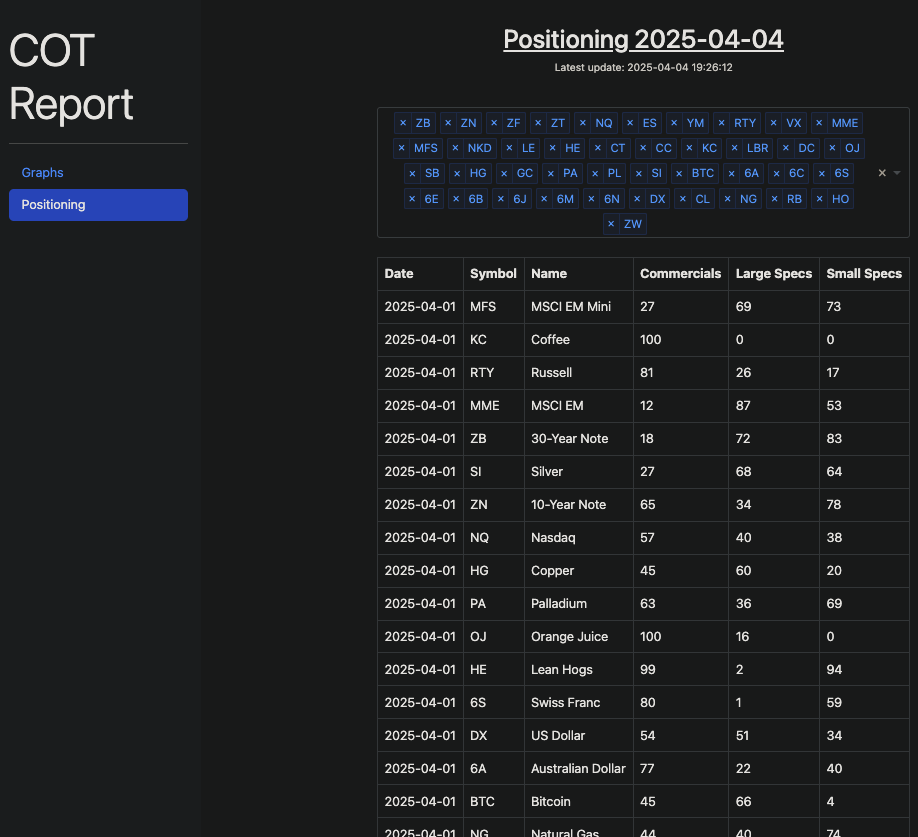 COT
Report
Graphs
Positioning
Positioning 2025-04-04
Latest update: 2025-04-04 19:26:12
× ZB × ZN × ZF × ZT × NQ × ES × YM × RTY × VX × MME
× MFS × NKD × LE × HE × CT × CC × KC × LBR × DC × OJ
× SB × HG × GC × PA × PL × SI × BTC × 6A × 6C × 6S ×
× 6E × 6B × 6J × 6M × 6N × DX × CL × NG × RB × HO
× ZW
Date Symbol Name Commercials Large Specs Small Specs
2025-04-01 MFS MSCI EM Mini 27 69 73
2025-04-01 KC Coffee 100 0 0
2025-04-01 RTY Russell 81 26 17
2025-04-01 MME MSCI EM 12 87 53
2025-04-01 ZB 30-Year Note 18 72 83
2025-04-01 SI Silver 27 68 64
2025-04-01 ZN 10-Year Note 65 34 78
2025-04-01 NQ Nasdaq 57 40 38
2025-04-01 HG Copper 45 60 20
2025-04-01 PA Palladium 63 36 69
2025-04-01 OJ Orange Juice 100 16 0
2025-04-01 HE Lean Hogs 99 2 94
2025-04-01 6S Swiss Franc 80 1 59
2025-04-01 DX US Dollar 54 51 34
2025-04-01 6A Australian Dollar 77 22 40
2025-04-01 BTC Bitcoin 45 66 4
2025-04-01 NG Natural Gas 44 40 74